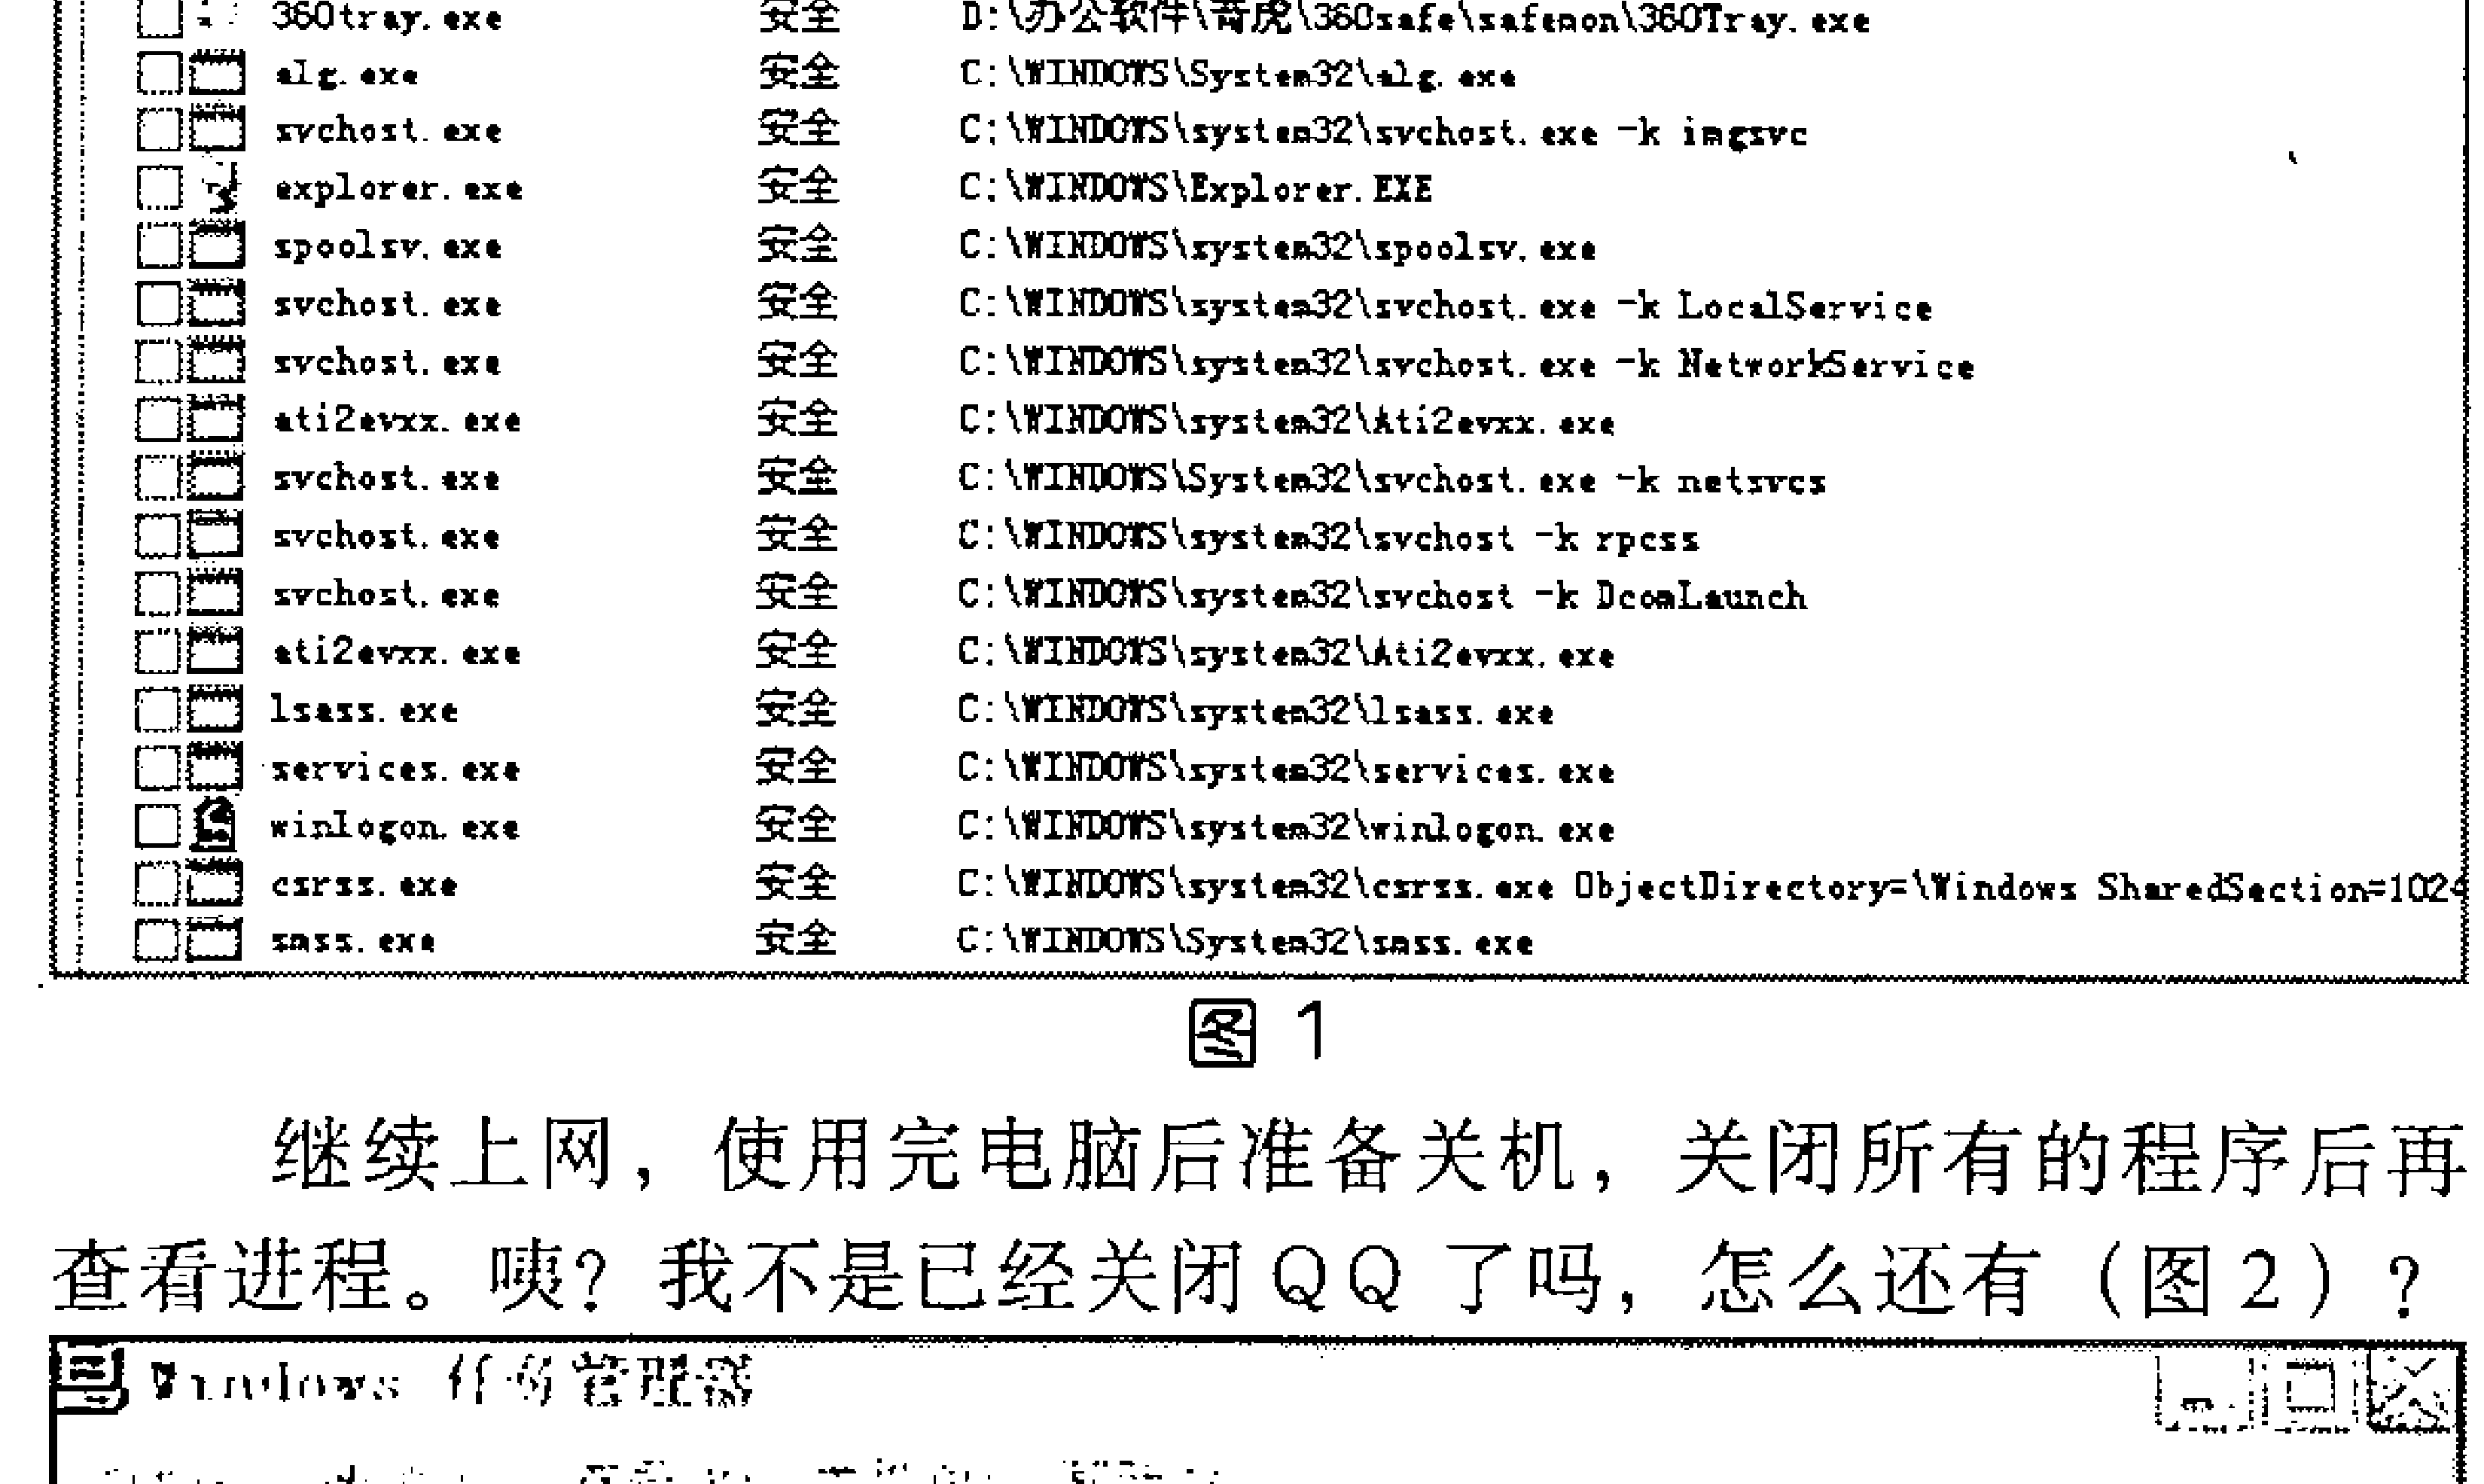 360tray.exe 安全 D:\办公软件\奇虎\360safe\safemon\360Tray.exe
alg.exe 安全 C:\WINDOWS\System32\alg.exe
svchost.exe 安全 C:\WINDOWS\system32\svchost.exe -k imgsvc
explorer.exe 安全 C:\WINDOWS\Explorer.EXE
spoolsv.exe 安全 C:\WINDOWS\system32\spoolsv.exe
svchost.exe 安全 C:\WINDOWS\system32\svchost.exe -k LocalService
svchost.exe 安全 C:\WINDOWS\system32\svchost.exe -k NetworkService
ati2evxx.exe 安全 C:\WINDOWS\system32\Ati2evxx.exe
svchost.exe 安全 C:\WINDOWS\System32\svchost.exe -k netsvcs
svchost.exe 安全 C:\WINDOWS\system32\svchost -k rpcss
svchost.exe 安全 C:\WINDOWS\system32\svchost -k DcomLaunch
ati2evxx.exe 安全 C:\WINDOWS\system32\Ati2evxx.exe
lsass.exe 安全 C:\WINDOWS\system32\lsass.exe
services.exe 安全 C:\WINDOWS\system32\services.exe
winlogon.exe 安全 C:\WINDOWS\system32\winlogon.exe
csrss.exe 安全 C:\WINDOWS\system32\csrss.exe ObjectDirectory=\Windows SharedSection=1024
smss.exe 安全 C:\WINDOWS\System32\smss.exe
图 1
继续上网，使用完电脑后准备关机，关闭所有的程序后再
查看进程。咦？我不是已经关闭QQ 了吗，怎么还有（图 2）？
Windows 任务管理器